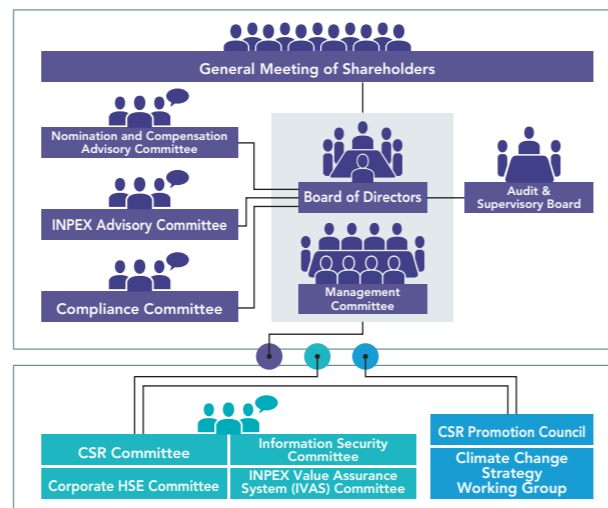 General Meeting of Shareholders
Nomination and Compensation
Advisory Committee
INPEX Advisory Committee
Compliance Committee
Board of Directors
Management
Committee
Audit &
Supervisory Board
CSR Committee
Information Security
Committee
Corporate HSE Committee
INPEX Value Assurance
System (IVAS) Committee
CSR Promotion Council
Climate Change
Strategy
Working Group